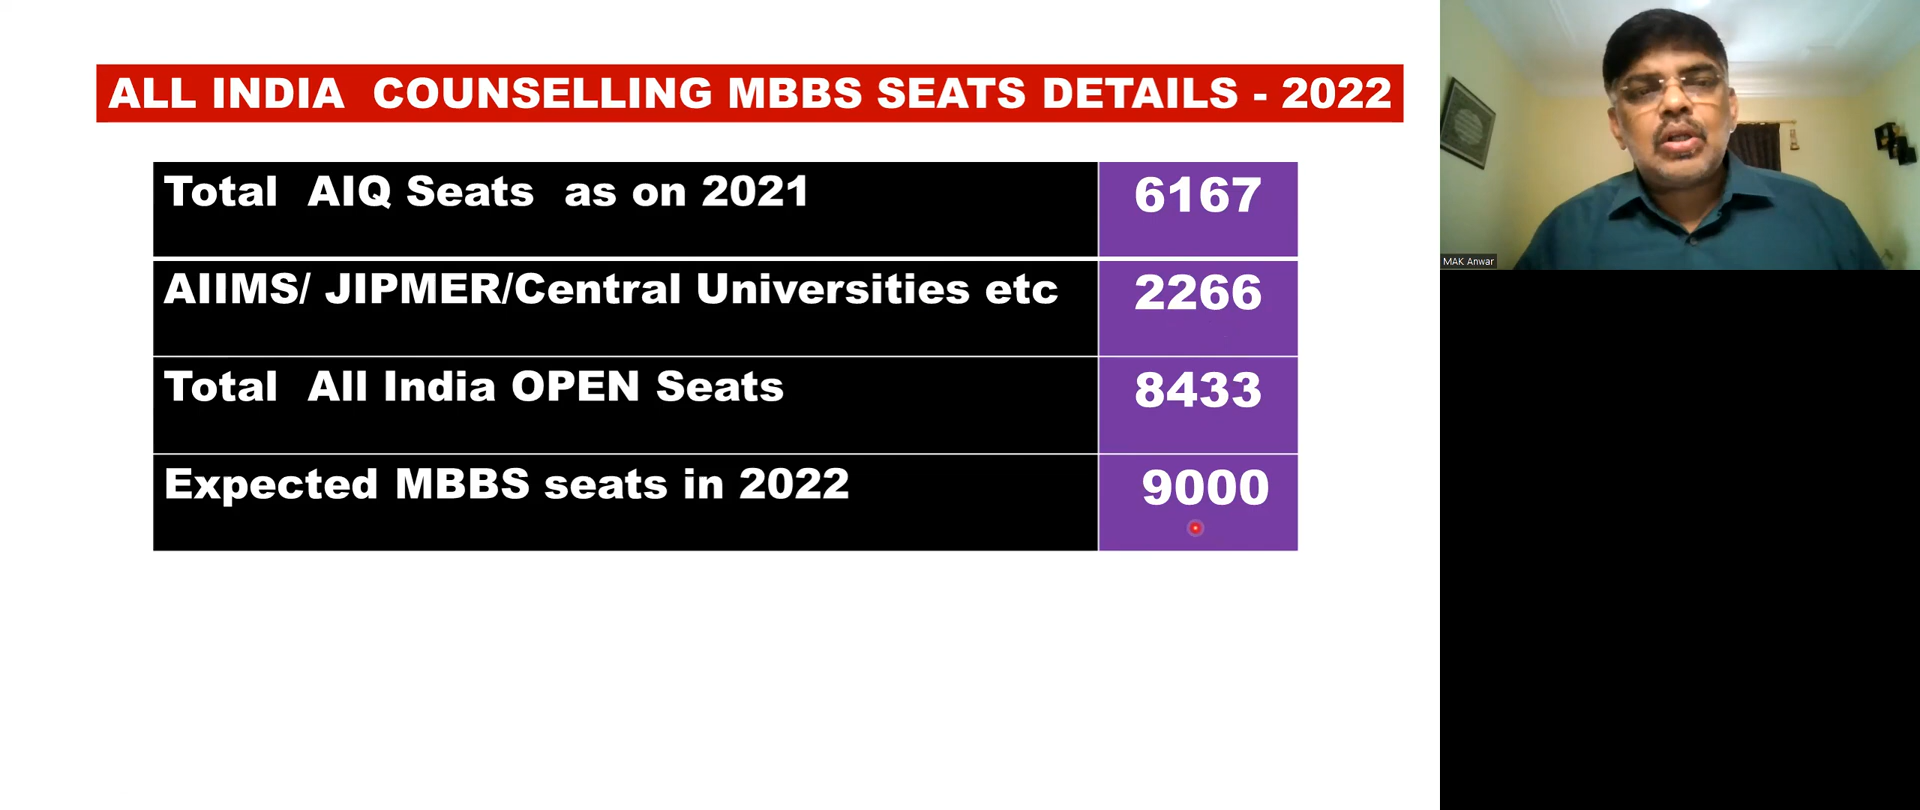 ALL INDIA COUNSELLING MBBS SEATS DETAILS - 2022
Total AIQ Seats as on 2021 6167
AIIMS/ JIPMER/Central Universities etc 2266
Total All India OPEN Seats 8433
Expected MBBS seats in 2022 9000
MAK Anwar